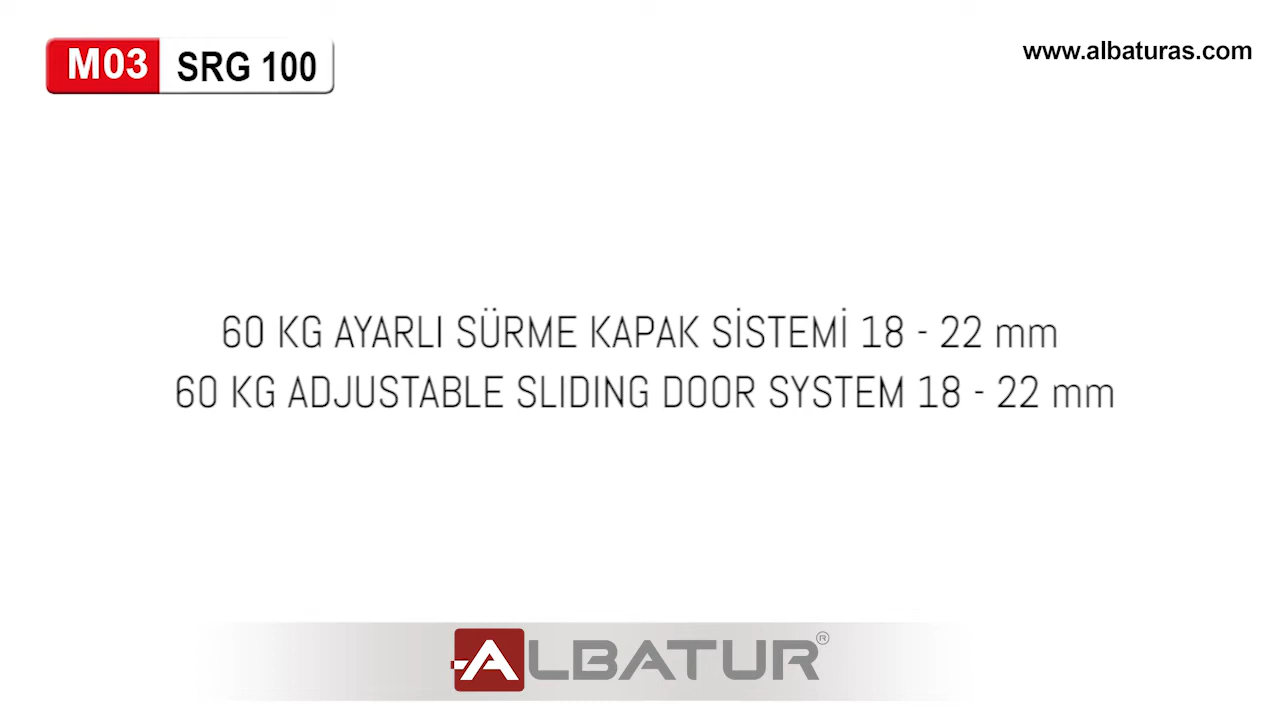 M03 SRG 100
www.albaturas.com
60 KG AYARLI SÜRME KAPAK SİSTEMİ 18 - 22 mm
60 KG ADJUSTABLE SLIDING DOOR SYSTEM 18 - 22 mm
ALBATUR®